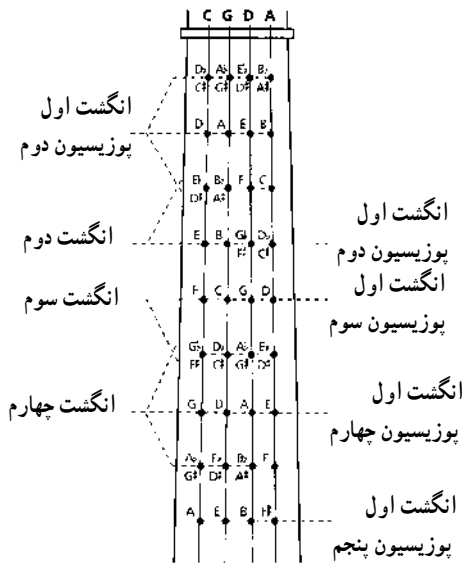 C G D A
D♭ A♭ E♭ B♭
C♯ G♯ D♯ A♯
انگشت اول
پوزیسیون دوم
D A E B
E♭ B♭ F C
D♯ A♯
انگشت دوم
E B G♭ D♭
F♯ C♯
انگشت اول
پوزیسیون دوم
انگشت سوم
F C G D
انگشت اول
پوزیسیون سوم
G♭ D♭ A♭ E♭
F♯ C♯ G♯ D♯
انگشت چهارم
G D A E
انگشت اول
پوزیسیون چهارم
A♭ E♭ B♭ F
G♯ D♯ A♯
A E B F♯
انگشت اول
پوزیسیون پنجم